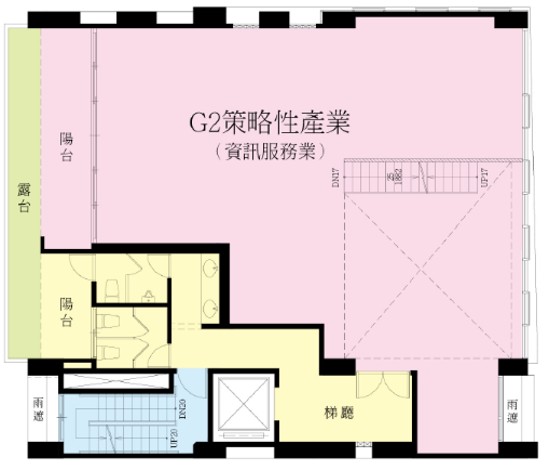 G2策略性產業
（資訊服務業）
陽台
露台
DN17
UP17
陽台
雨遮
DN20
UP20
梯廳
雨遮